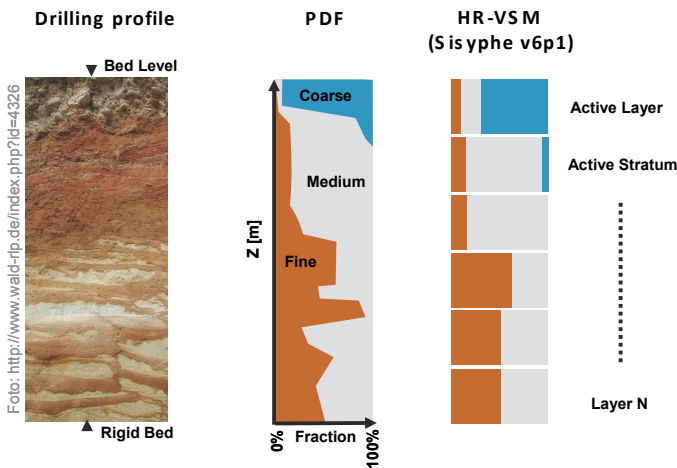 Drilling profile
PDF
HR-VSM
(Sisyphe v6p1)
Bed Level
Foto: http://www.wald-rlp.de/index.php?id=4326
Rigid Bed
Z [m]
Coarse
Medium
Fine
0%
Fraction
100%
Active Layer
Active Stratum
Layer N